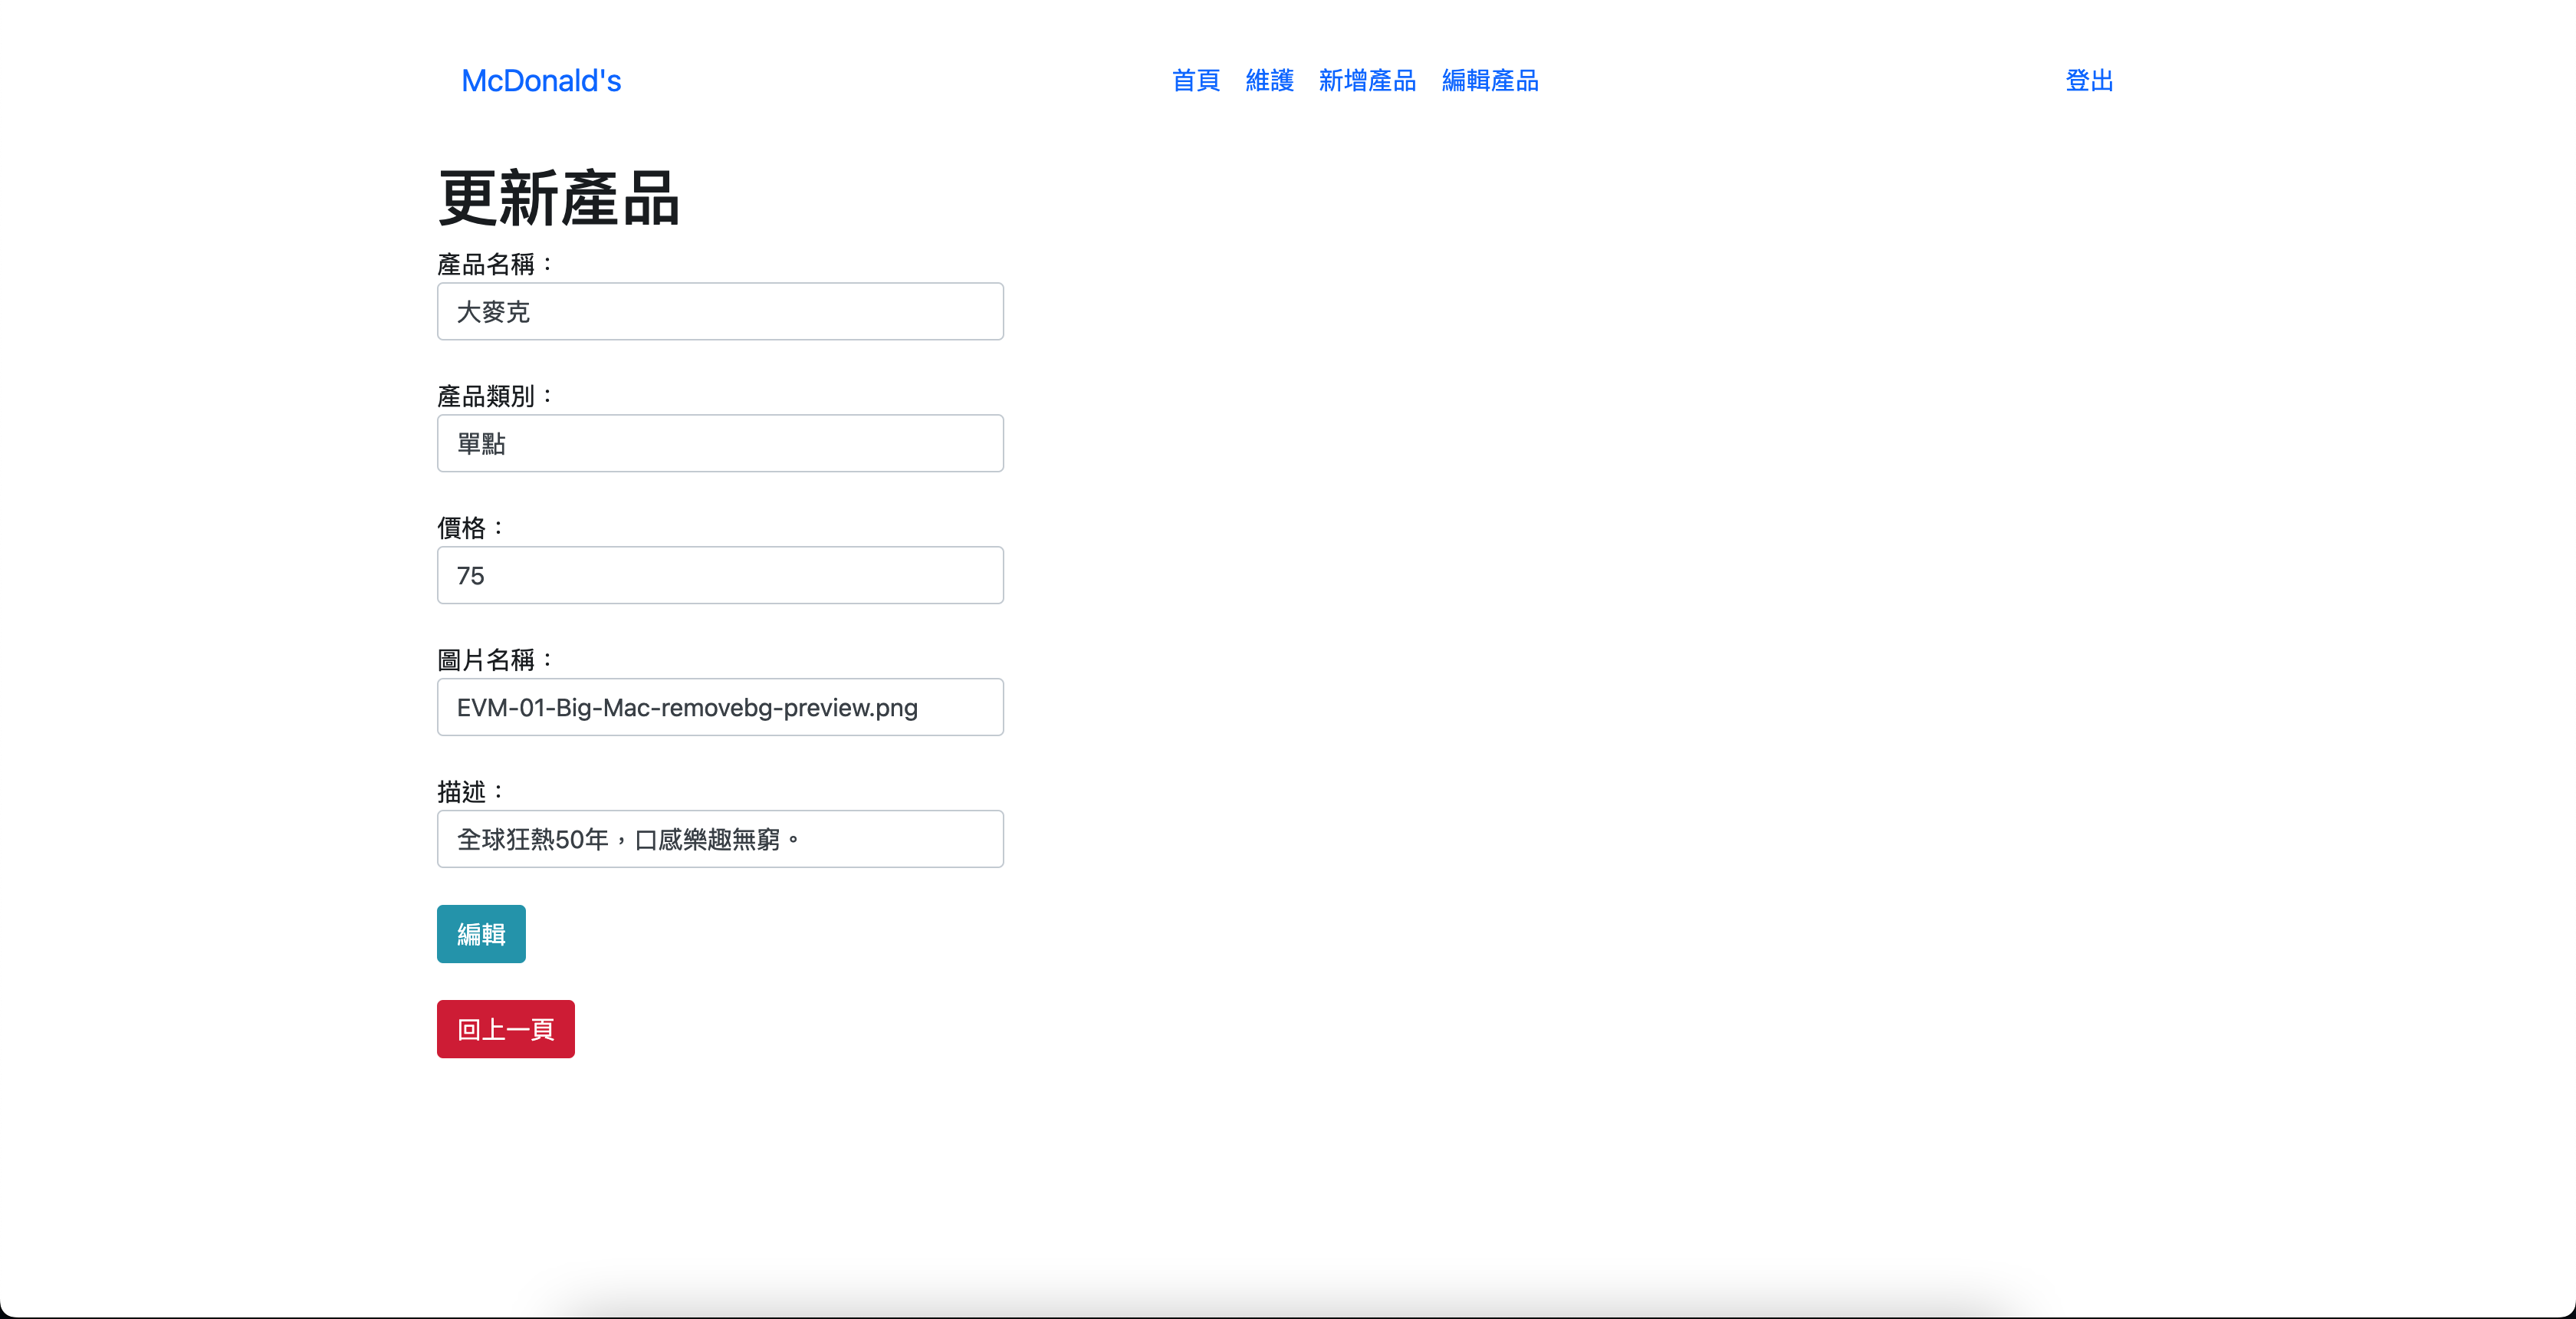 McDonald's 首頁 維護 新增產品 編輯產品 登出
更新產品
產品名稱：
大麥克
產品類別：
單點
價格：
75
圖片名稱：
EVM-01-Big-Mac-removebg-preview.png
描述：
全球狂熱50年，口感樂趣無窮。
編輯
回上一頁